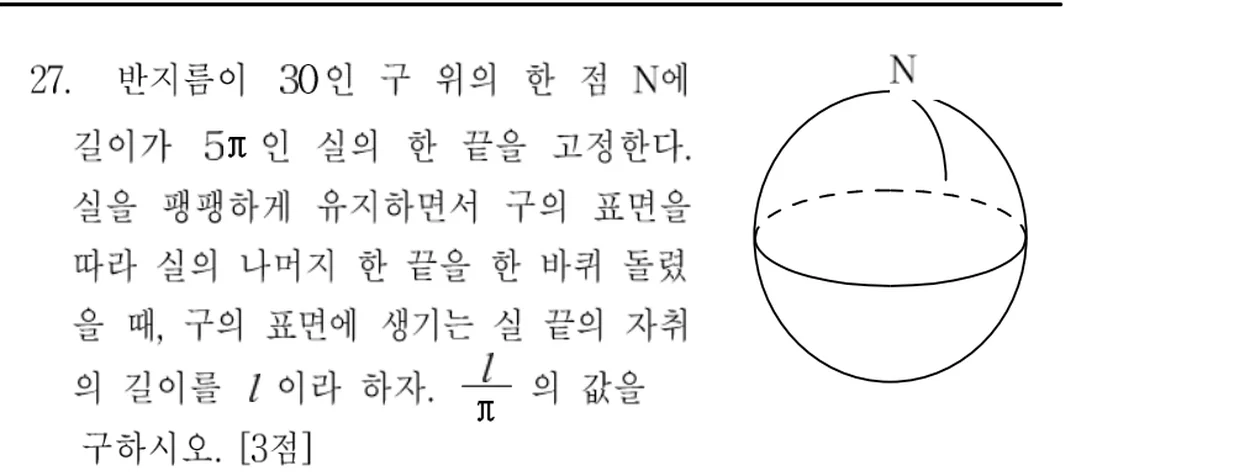 27. 반지름이 30인 구 위의 한 점 N에
길이가 5π인 실의 한 끝을 고정한다.
실을 팽팽하게 유지하면서 구의 표면을
따라 실의 나머지 한 끝을 한 바퀴 돌렸
을 때, 구의 표면에 생기는 실 끝의 자취
의 길이를 l이라 하자. l/π 의 값을
구하시오. [3점]
N